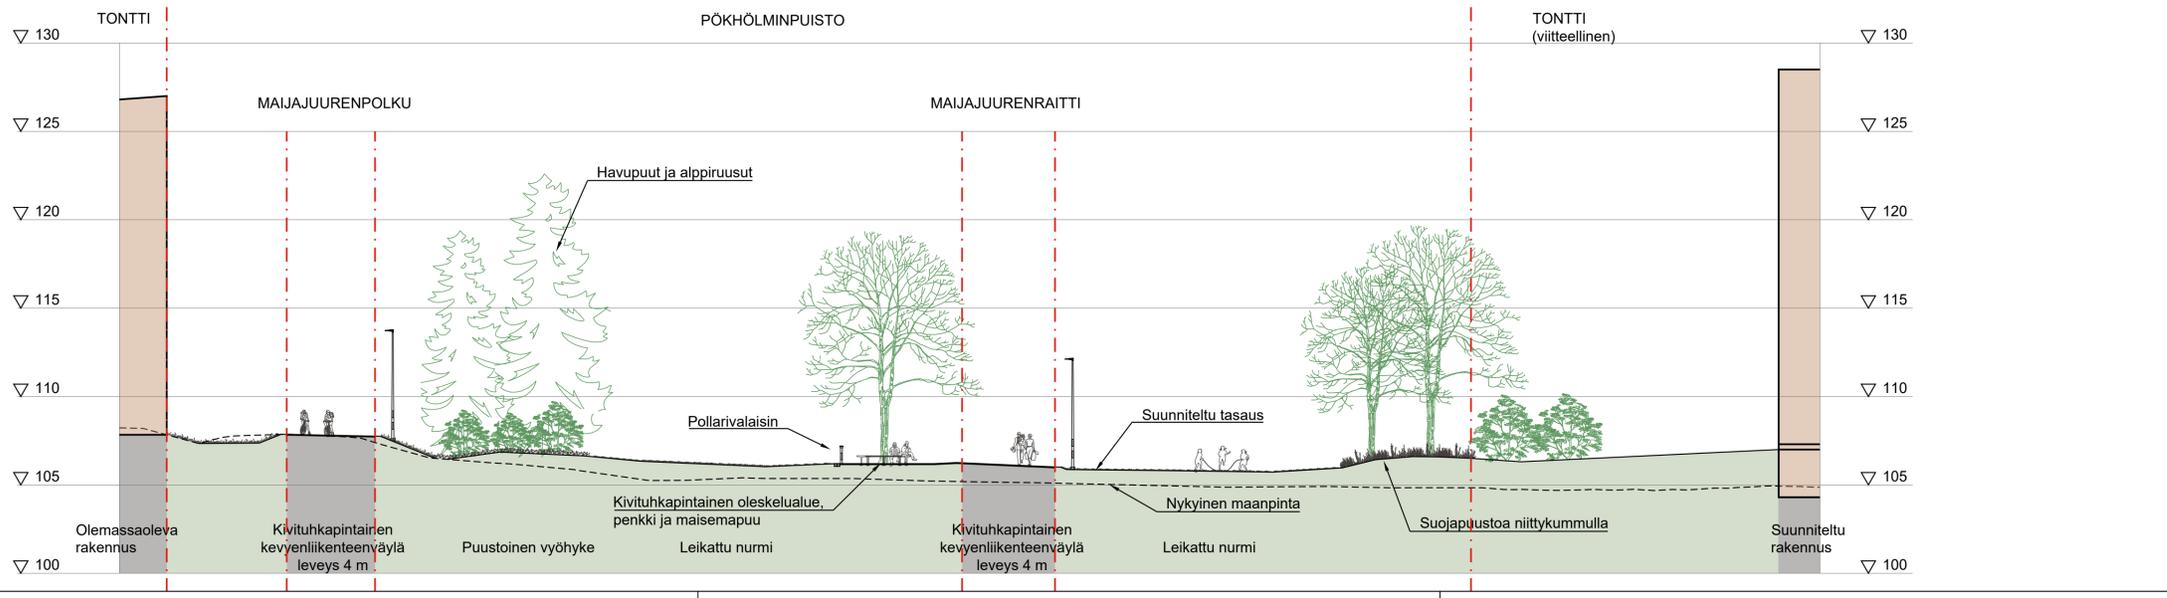 TONTTI
PÖKHÖLMINPUISTO
TONTTI
(viitteellinen)
130
130
MAIJAJUURENPOLKU
MAIJAJUURENRAITTI
125
125
Havupuut ja alppiruusut
120
120
115
115
110
110
Pollarivalaisin
Suunniteltu tasaus
105
105
Kivituhkapintainen oleskelualue,
penkki ja maisemapuu
Nykyinen maanpinta
Suojapuustoa niittykummulla
Olemassaoleva
rakennus
Kivituhkapintainen
kevyenliikenteenväylä
leveys 4 m
Puustoinen vyöhyke
Leikattu nurmi
Kivituhkapintainen
kevyenliikenteenväylä
leveys 4 m
Leikattu nurmi
Suunniteltu
rakennus
100
100